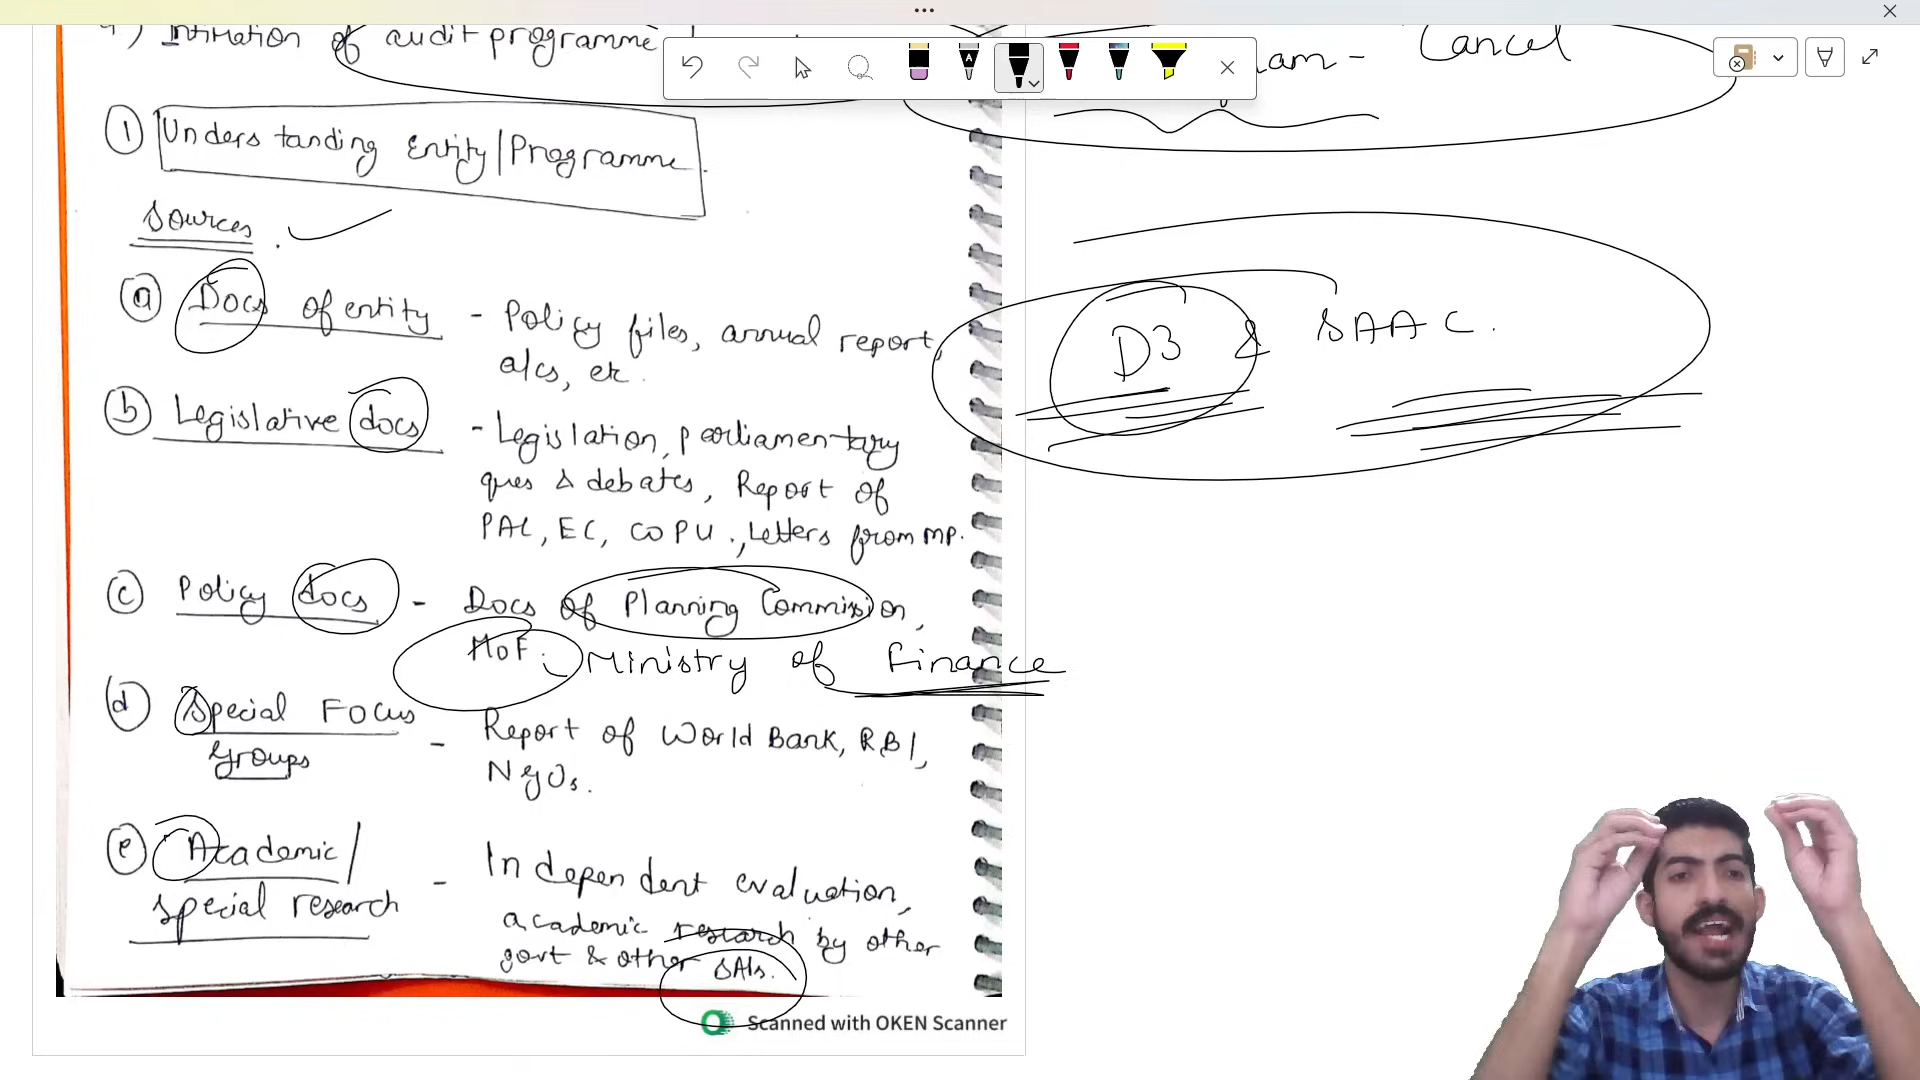 4) Intimation of audit programme
am - Cancel
① Understanding Entity/Programme.
Sources.
ⓐ Docs of entity - Policy files, annual report,
a/cs, etc.
ⓑ Legislative docs - Legislation, parliamentary
ques & debates, Report of
PAC, EC, COPU., Letters from MP.
ⓒ Policy docs - Docs of Planning Commission,
MoF. Ministry of Finance
ⓓ Special Focus
Groups - Report of World Bank, RBI,
NGOs.
ⓔ Academic/
special research - Independent evaluation,
academic research by other
govt & other SAIs.
D3 & SAAC.
Scanned with OKEN Scanner